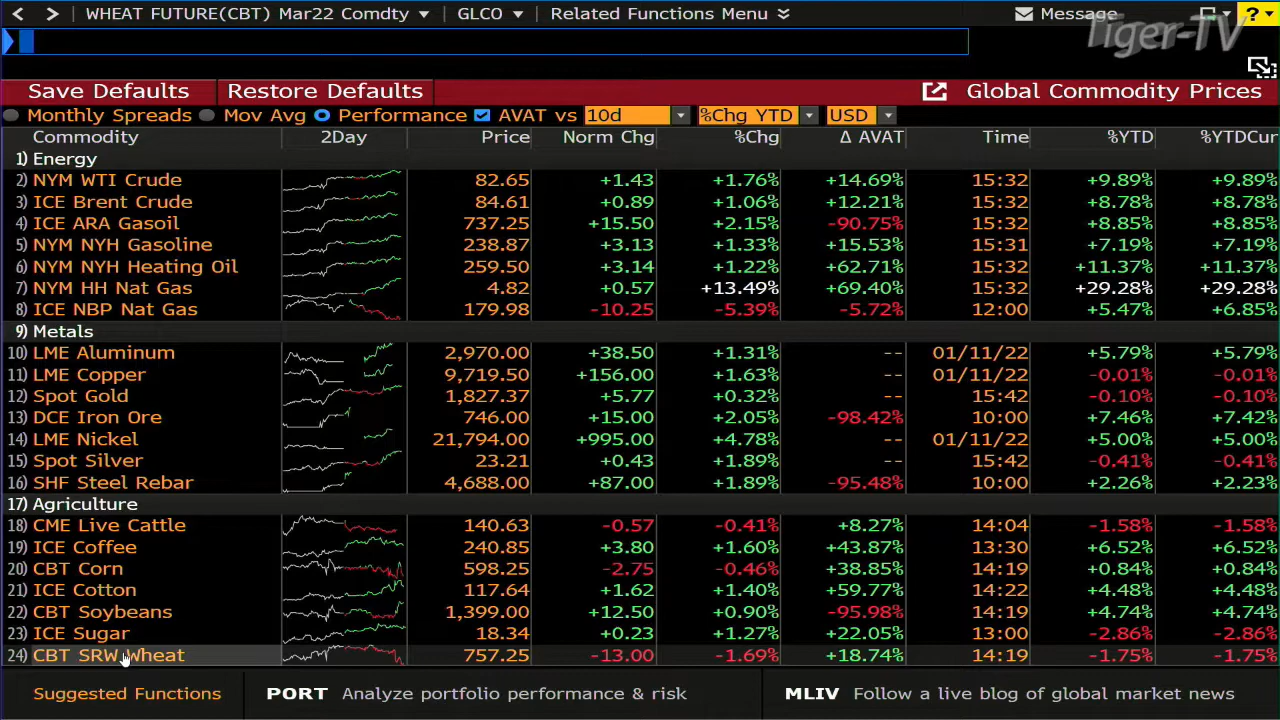 WHEAT FUTURE(CBT) Mar22 Comdty GLCO Related Functions Menu Message ?
Tiger-TV
Save Defaults Restore Defaults Global Commodity Prices
Monthly Spreads Mov Avg Performance AVAT vs 10d %Chg YTD USD
Commodity 2Day Price Norm Chg %Chg Δ AVAT Time %YTD %YTDCur
1) Energy
2) NYM WTI Crude 82.65 +1.43 +1.76% +14.69% 15:32 +9.89% +9.89%
3) ICE Brent Crude 84.61 +0.89 +1.06% +12.21% 15:32 +8.78% +8.78%
4) ICE ARA Gasoil 737.25 +15.50 +2.15% -90.75% 15:32 +8.85% +8.85%
5) NYM NYH Gasoline 238.87 +3.13 +1.33% +15.53% 15:31 +7.19% +7.19%
6) NYM NYH Heating Oil 259.50 +3.14 +1.22% +62.71% 15:32 +11.37% +11.37%
7) NYM HH Nat Gas 4.82 +0.57 +13.49% +69.40% 15:32 +29.28% +29.28%
8) ICE NBP Nat Gas 179.98 -10.25 -5.39% -5.72% 12:00 +5.47% +6.85%
9) Metals
10) LME Aluminum 2,970.00 +38.50 +1.31% -- 01/11/22 +5.79% +5.79%
11) LME Copper 9,719.50 +156.00 +1.63% -- 01/11/22 -0.01% -0.01%
12) Spot Gold 1,827.37 +5.77 +0.32% -- 15:42 -0.10% -0.10%
13) DCE Iron Ore 746.00 +15.00 +2.05% -98.42% 10:00 +7.46% +7.42%
14) LME Nickel 21,794.00 +995.00 +4.78% -- 01/11/22 +5.00% +5.00%
15) Spot Silver 23.21 +0.43 +1.89% -- 15:42 -0.41% -0.41%
16) SHF Steel Rebar 4,688.00 +87.00 +1.89% -95.48% 10:00 +2.26% +2.23%
17) Agriculture
18) CME Live Cattle 140.63 -0.57 -0.41% +8.27% 14:04 -1.58% -1.58%
19) ICE Coffee 240.85 +3.80 +1.60% +43.87% 13:30 +6.52% +6.52%
20) CBT Corn 598.25 -2.75 -0.46% +38.85% 14:19 +0.84% +0.84%
21) ICE Cotton 117.64 +1.62 +1.40% +59.77% 14:22 +4.48% +4.48%
22) CBT Soybeans 1,399.00 +12.50 +0.90% -95.98% 14:19 +4.74% +4.74%
23) ICE Sugar 18.34 +0.23 +1.27% +22.05% 13:00 -2.86% -2.86%
24) CBT SRW Wheat 757.25 -13.00 -1.69% +18.74% 14:19 -1.75% -1.75%
Suggested Functions PORT Analyze portfolio performance & risk MLIV Follow a live blog of global market news